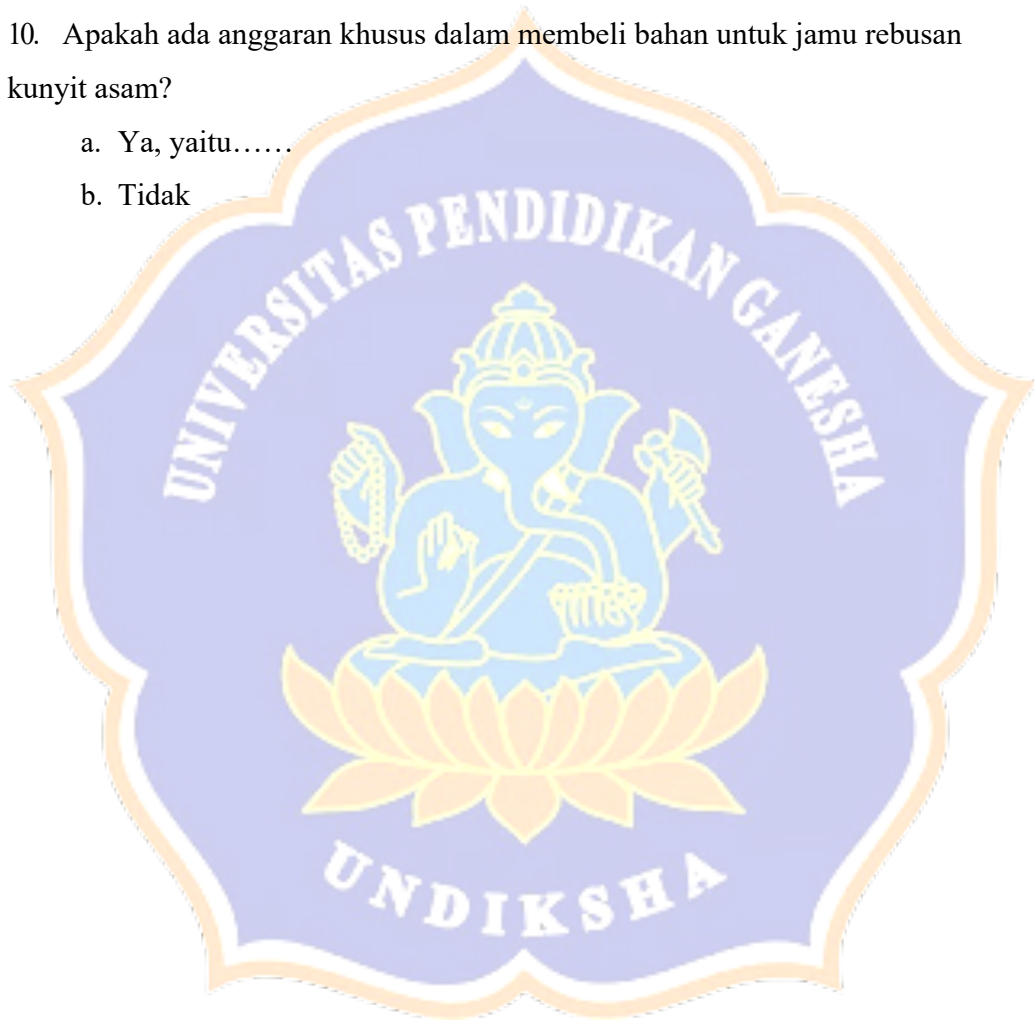 10. Apakah ada anggaran khusus dalam membeli bahan untuk jamu rebusan
kunyit asam?
a. Ya, yaitu……
b. Tidak
UNIVERSITAS PENDIDIKAN GANESHA
UNDIKSHA